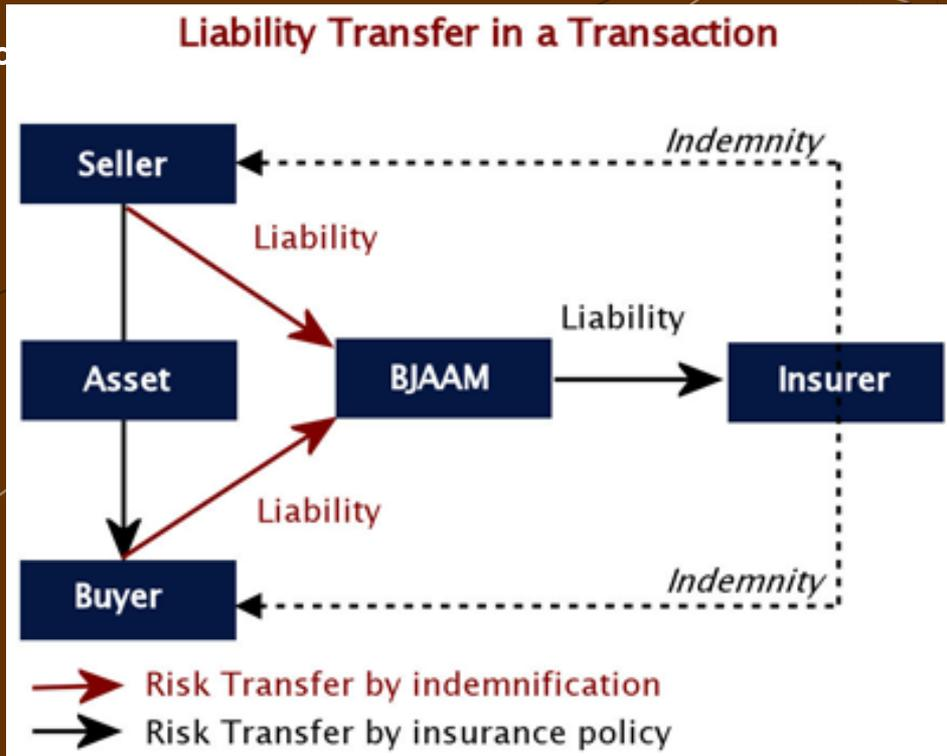 Liability Transfer in a Transaction
Indemnity
Seller
Liability
Liability
Asset
BJAAM
Insurer
Liability
Indemnity
Buyer
Risk Transfer by indemnification
Risk Transfer by insurance policy